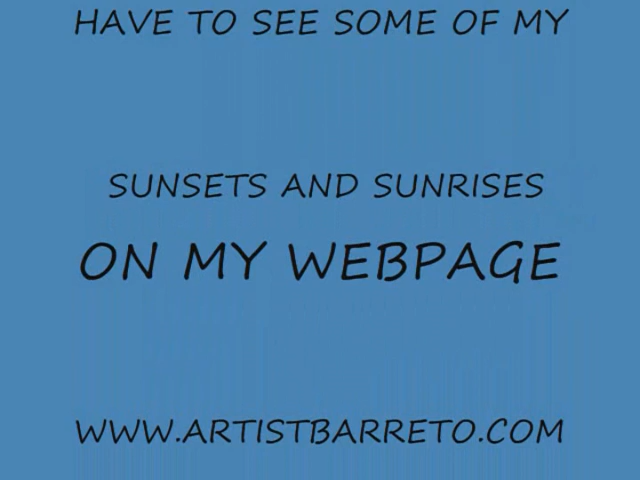 HAVE TO SEE SOME OF MY
SUNSETS AND SUNRISES
ON MY WEBPAGE
WWW.ARTISTBARRETO.COM